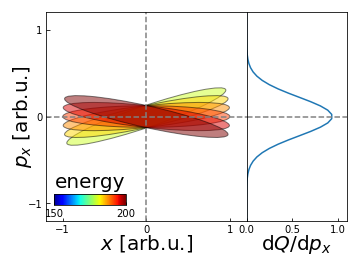 1
0
−1
p_x [arb.u.]
energy
150 200
−1 0 1 0.0 0.5 1.0
x [arb.u.] dQ/dp_x